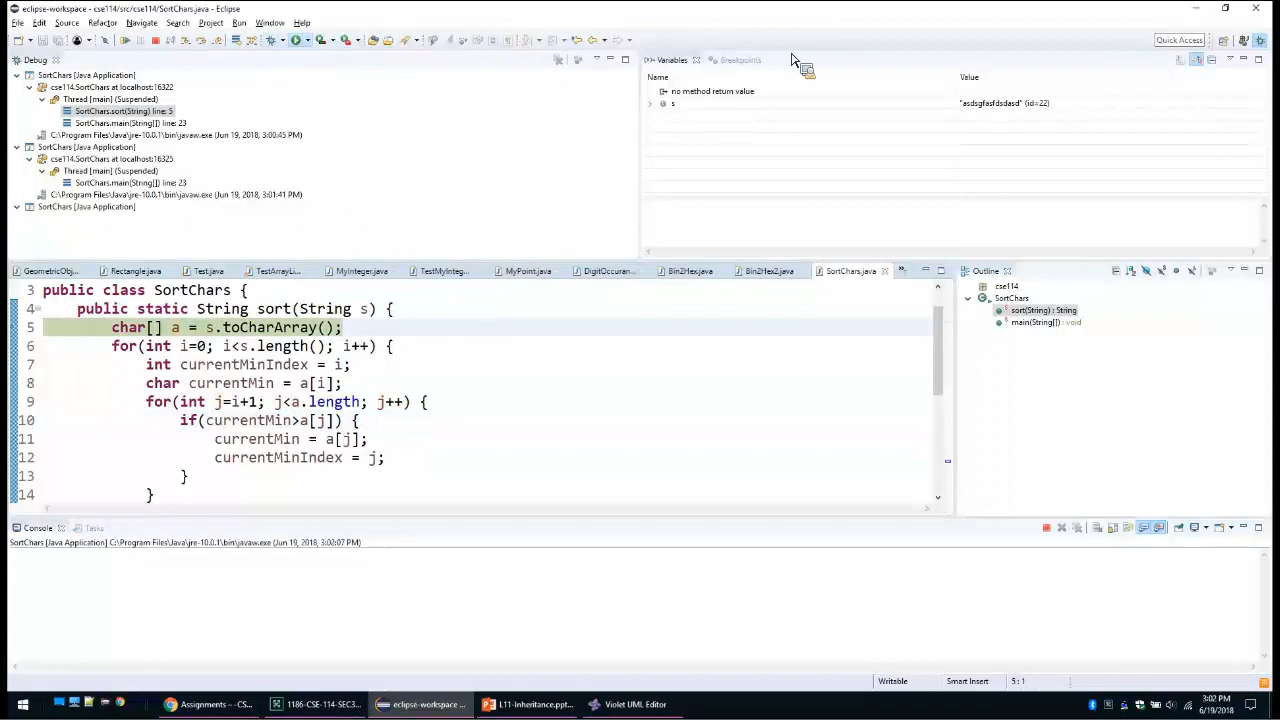 eclipse-workspace - cse114/src/cse114/SortChars.java - Eclipse
File Edit Source Refactor Navigate Search Project Run Window Help
Quick Access
Debug
SortChars [Java Application]
cse114.SortChars at localhost:16322
Thread [main] (Suspended)
SortChars.sort(String) line: 5
SortChars.main(String[]) line: 23
C:\Program Files\Java\jre-10.0.1\bin\javaw.exe (Jun 19, 2018, 3:00:45 PM)
SortChars [Java Application]
cse114.SortChars at localhost:16325
Thread [main] (Suspended)
SortChars.main(String[]) line: 23
C:\Program Files\Java\jre-10.0.1\bin\javaw.exe (Jun 19, 2018, 3:01:41 PM)
SortChars [Java Application]
(x)= Variables Breakpoints
Name Value
no method return value
s "asdsgfasfdsdasd" (id=22)
GeometricObj... Rectangle.java Test.java TestArrayLi... MyInteger.java TestMyInteg... MyPoint.java DigitOccuran... Bin2Hex.java Bin2Hex2.java SortChars.java
3 public class SortChars {
4 public static String sort(String s) {
5 char[] a = s.toCharArray();
6 for(int i=0; i<s.length(); i++) {
7 int currentMinIndex = i;
8 char currentMin = a[i];
9 for(int j=i+1; j<a.length; j++) {
10 if(currentMin>a[j]) {
11 currentMin = a[j];
12 currentMinIndex = j;
13 }
14 }
Outline
cse114
SortChars
sort(String) : String
main(String[]) : void
Console Tasks
SortChars [Java Application] C:\Program Files\Java\jre-10.0.1\bin\javaw.exe (Jun 19, 2018, 3:02:07 PM)
Writable Smart Insert 5 : 1
Assignments - -CS... 1186-CSE-114-SEC3... eclipse-workspace ... L11-Inheritance.ppt... Violet UML Editor
3:02 PM
6/19/2018